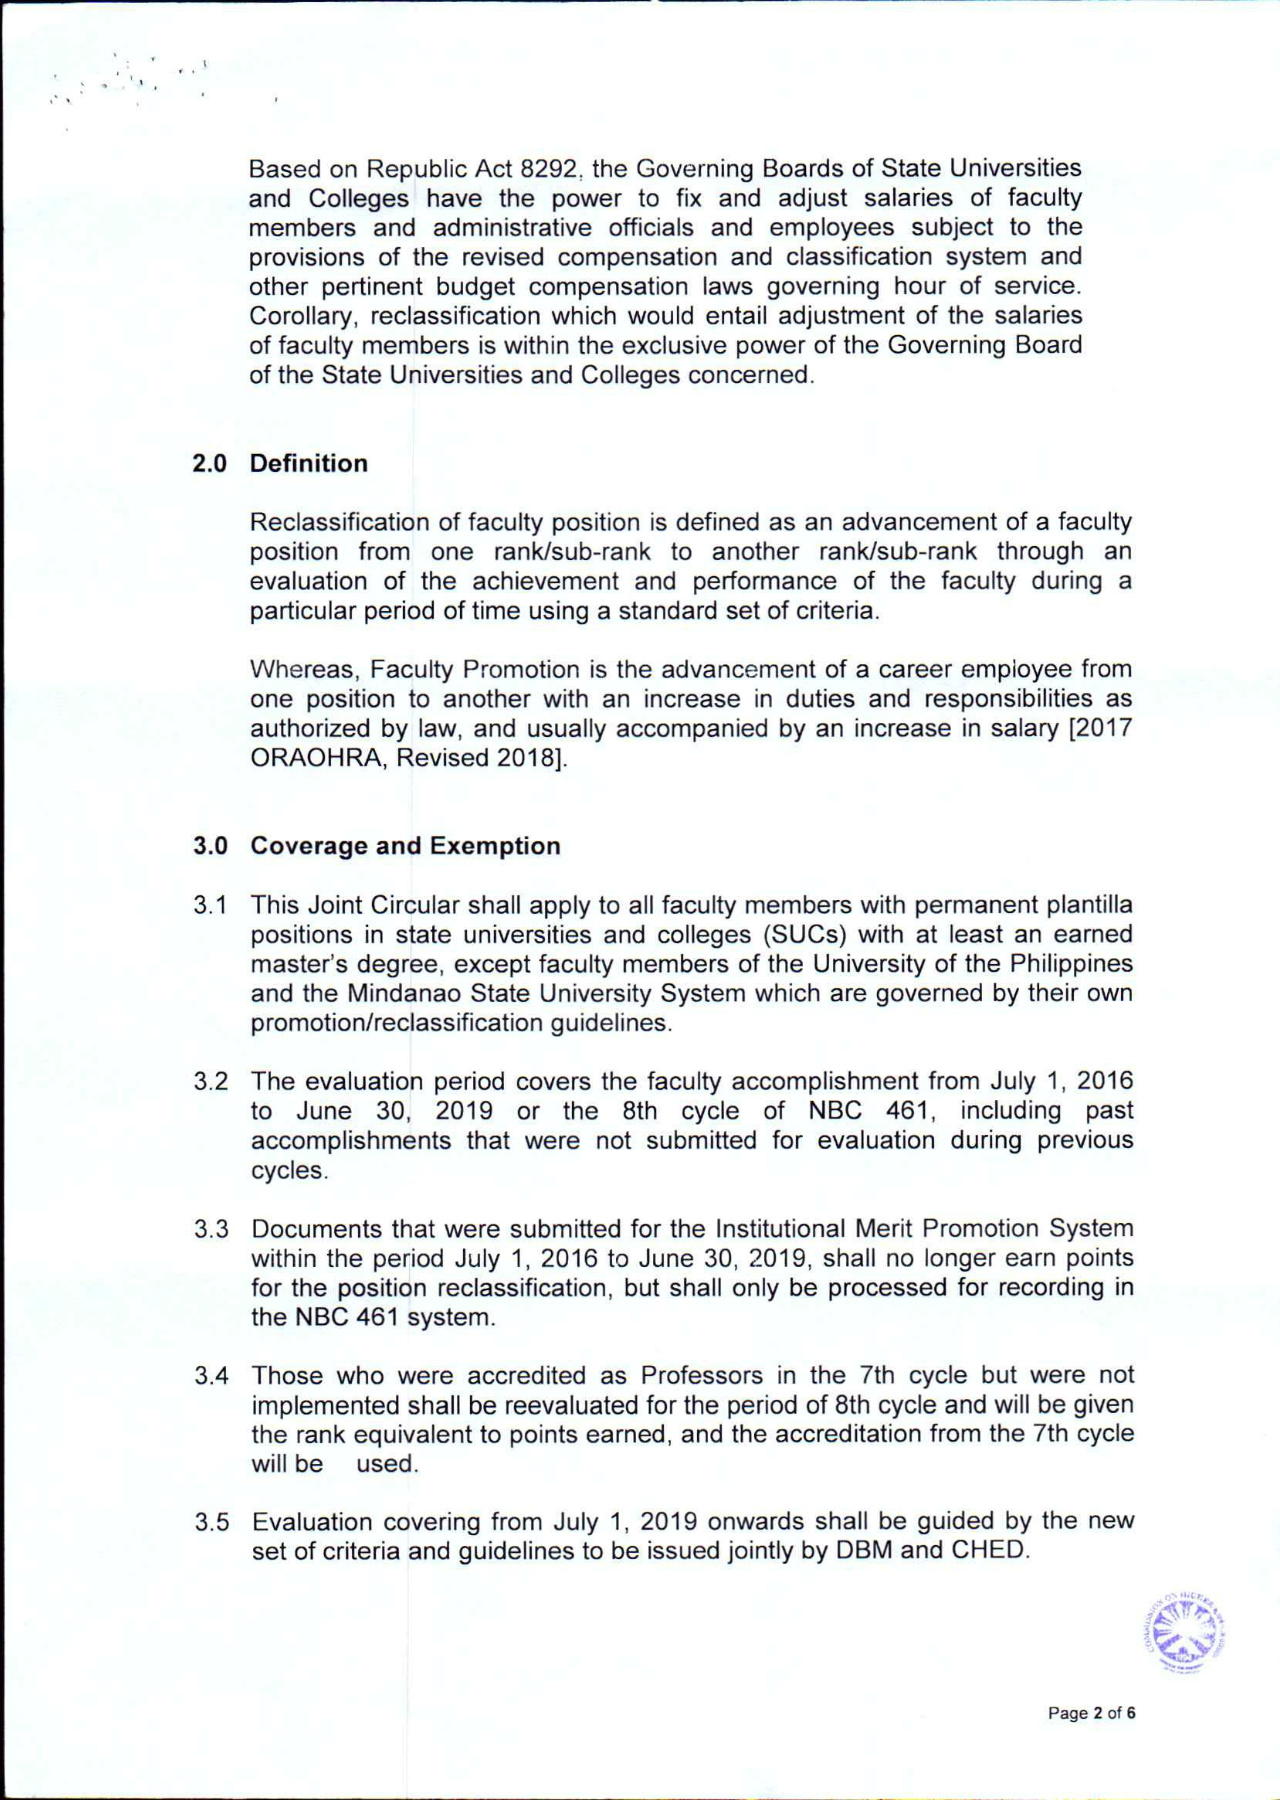 Based on Republic Act 8292, the Governing Boards of State Universities
and Colleges have the power to fix and adjust salaries of faculty
members and administrative officials and employees subject to the
provisions of the revised compensation and classification system and
other pertinent budget compensation laws governing hour of service.
Corollary, reclassification which would entail adjustment of the salaries
of faculty members is within the exclusive power of the Governing Board
of the State Universities and Colleges concerned.
2.0 Definition
Reclassification of faculty position is defined as an advancement of a faculty
position from one rank/sub-rank to another rank/sub-rank through an
evaluation of the achievement and performance of the faculty during a
particular period of time using a standard set of criteria.
Whereas, Faculty Promotion is the advancement of a career employee from
one position to another with an increase in duties and responsibilities as
authorized by law, and usually accompanied by an increase in salary [2017
ORAOHRA, Revised 2018].
3.0 Coverage and Exemption
3.1 This Joint Circular shall apply to all faculty members with permanent plantilla
positions in state universities and colleges (SUCs) with at least an earned
master's degree, except faculty members of the University of the Philippines
and the Mindanao State University System which are governed by their own
promotion/reclassification guidelines.
3.2 The evaluation period covers the faculty accomplishment from July 1, 2016
to June 30, 2019 or the 8th cycle of NBC 461, including past
accomplishments that were not submitted for evaluation during previous
cycles.
3.3 Documents that were submitted for the Institutional Merit Promotion System
within the period July 1, 2016 to June 30, 2019, shall no longer earn points
for the position reclassification, but shall only be processed for recording in
the NBC 461 system.
3.4 Those who were accredited as Professors in the 7th cycle but were not
implemented shall be reevaluated for the period of 8th cycle and will be given
the rank equivalent to points earned, and the accreditation from the 7th cycle
will be used.
3.5 Evaluation covering from July 1, 2019 onwards shall be guided by the new
set of criteria and guidelines to be issued jointly by DBM and CHED.
COMMISSION ON HIGHER
Page 2 of 6